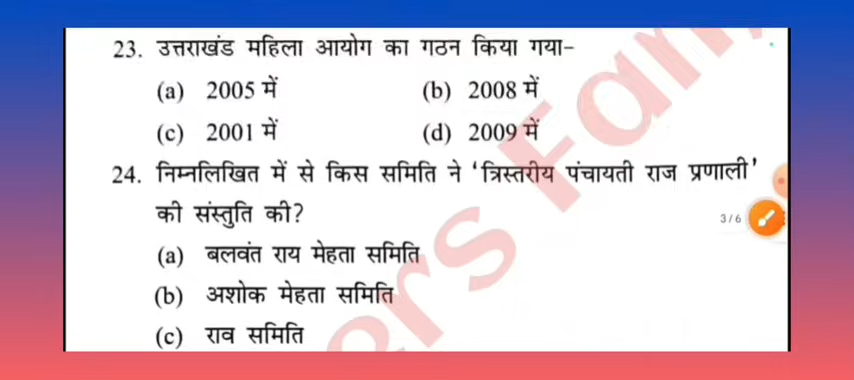 23. उत्तराखंड महिला आयोग का गठन किया गया–
(a) 2005 में (b) 2008 में
(c) 2001 में (d) 2009 में
24. निम्नलिखित में से किस समिति ने ‘त्रिस्तरीय पंचायती राज प्रणाली’
की संस्तुति की?
3/6
(a) बलवंत राय मेहता समिति
(b) अशोक मेहता समिति
(c) राव समिति